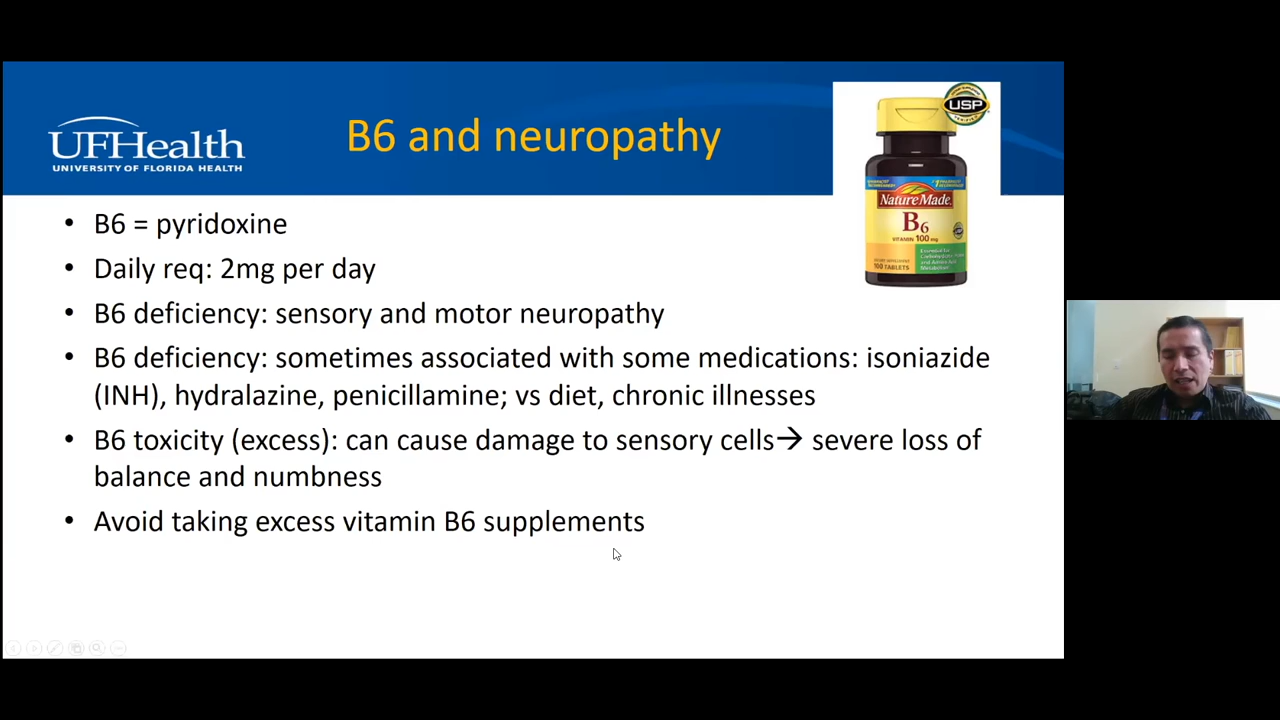 UFHealth
UNIVERSITY OF FLORIDA HEALTH
B6 and neuropathy
USP
Nature Made
B6
VITAMIN 100 mg
100 TABLETS
• B6 = pyridoxine
• Daily req: 2mg per day
• B6 deficiency: sensory and motor neuropathy
• B6 deficiency: sometimes associated with some medications: isoniazide
(INH), hydralazine, penicillamine; vs diet, chronic illnesses
• B6 toxicity (excess): can cause damage to sensory cells→ severe loss of
balance and numbness
• Avoid taking excess vitamin B6 supplements